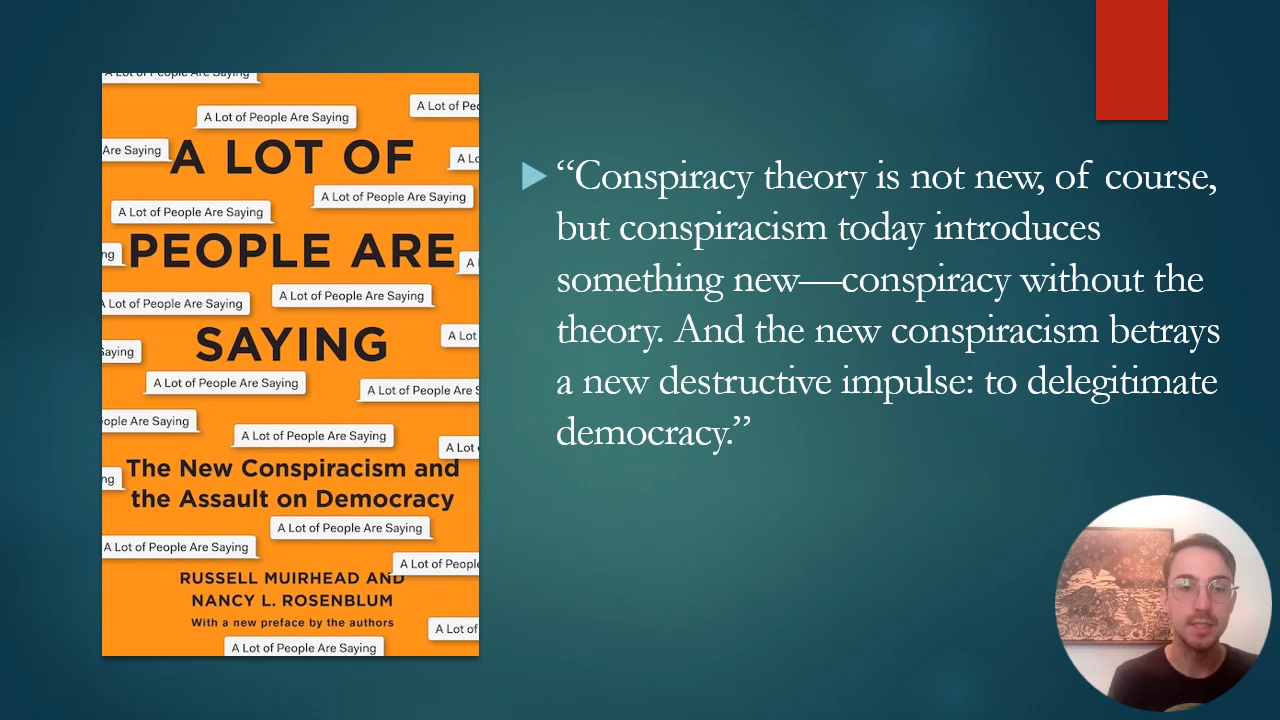 A Lot of People Are Saying
A Lot of People Are Saying
A Lot of Peo
Are Saying
A LOT OF
A Lo
A Lot of People Are Saying
A Lot of People Are Saying
PEOPLE ARE
ng
A
A Lot of People Are Saying
A Lot of People Are Saying
SAYING
A Lot
Saying
A Lot of People Are Saying
A Lot of People Are S
ople Are Saying
A Lot of People Are Saying
A Lot
The New Conspiracism and
ng
the Assault on Democracy
A Lot of People Are Saying
A Lot of People Are Saying
A Lot of People
RUSSELL MUIRHEAD AND
NANCY L. ROSENBLUM
With a new preface by the authors
A Lot of
A Lot of People Are Saying
“Conspiracy theory is not new, of course,
but conspiracism today introduces
something new—conspiracy without the
theory. And the new conspiracism betrays
a new destructive impulse: to delegitimate
democracy.”